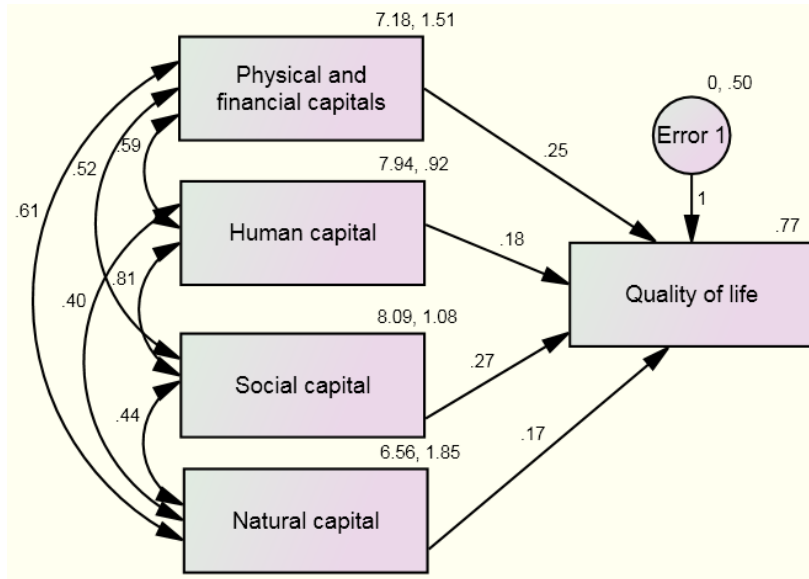 7.18, 1.51
Physical and
financial capitals
0, .50
Error 1
.59
.52
.25
1
7.94, .92
.61
Human capital
.18
.77
Quality of life
.81
.40
8.09, 1.08
Social capital
.27
.44
.17
6.56, 1.85
Natural capital